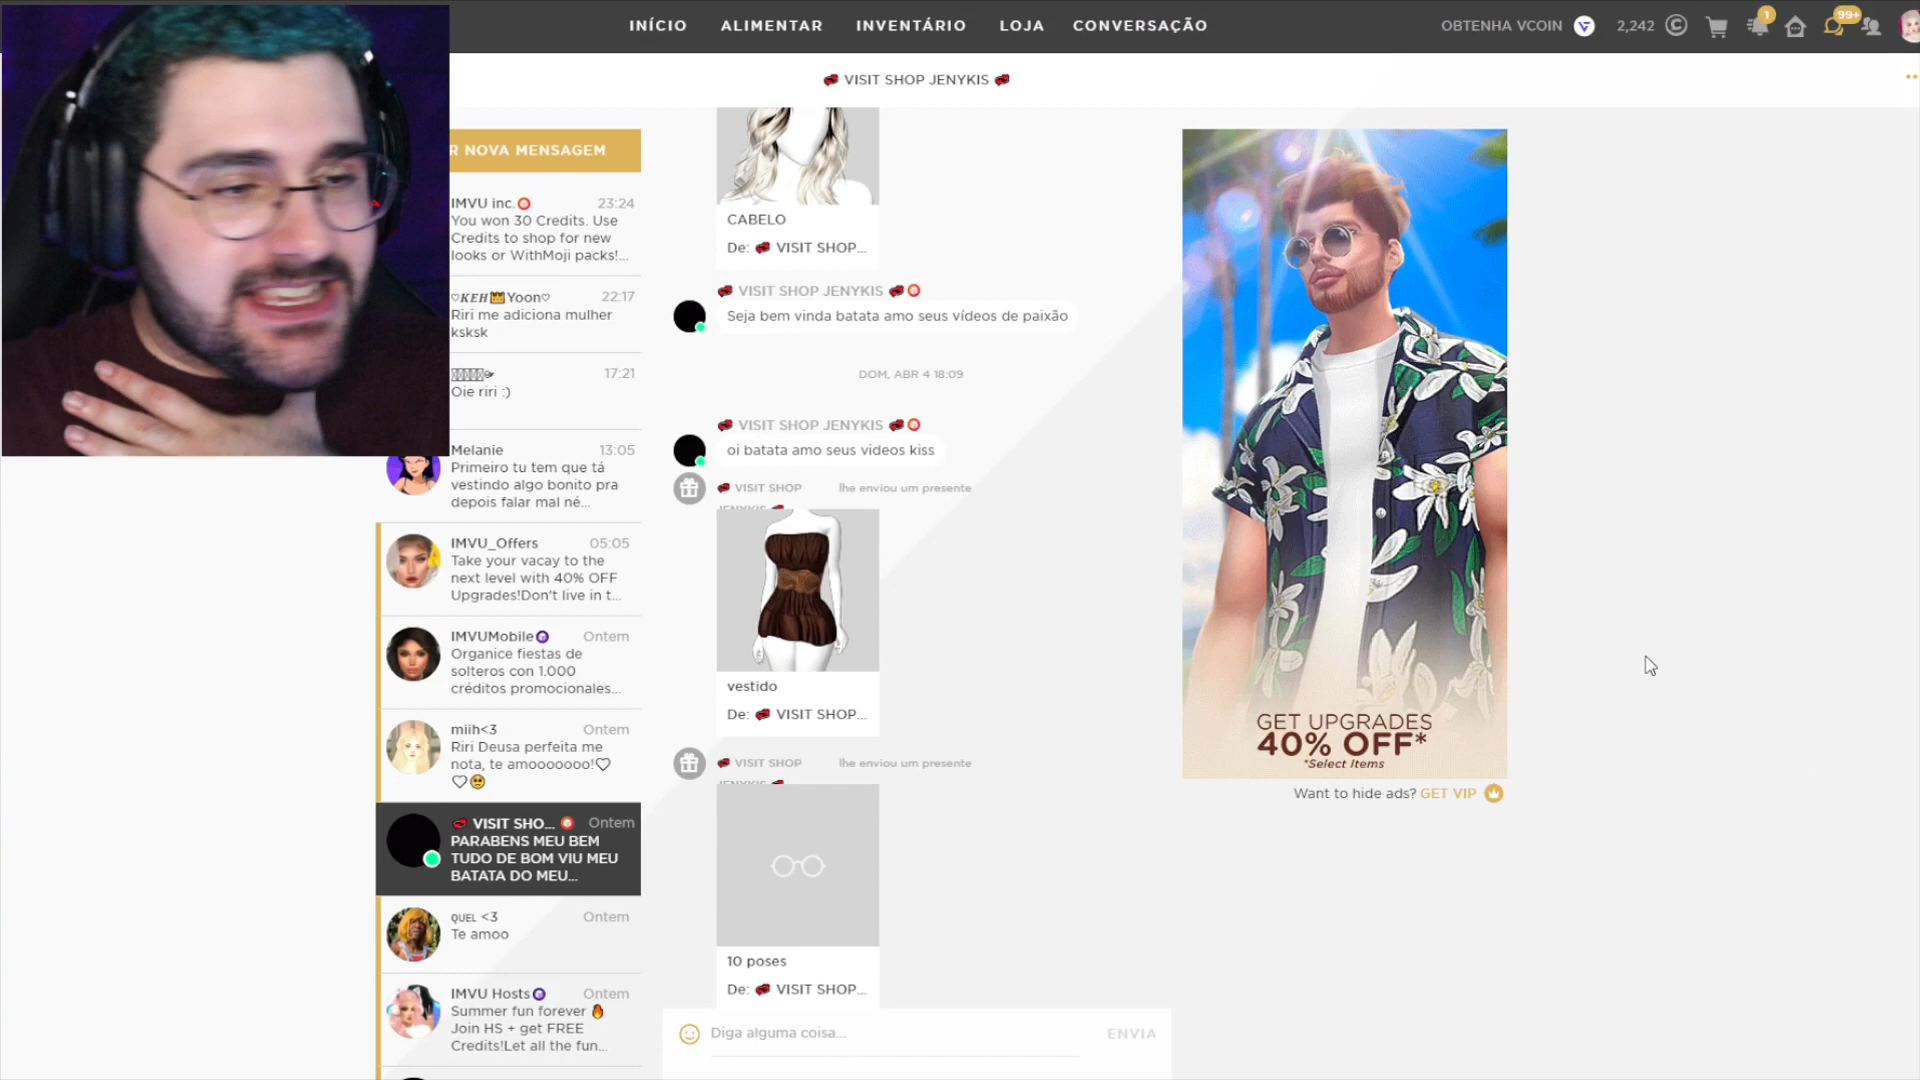 INÍCIO
ALIMENTAR
INVENTÁRIO
LOJA
CONVERSAÇÃO
OBTENHA VCOIN
2,242
1
99+
VISIT SHOP JENYKIS
R NOVA MENSAGEM
IMVU inc. 23:24
You won 30 Credits. Use
Credits to shop for new
looks or WithMoji packs!...
♡KEH👑Yoon♡ 22:17
Riri me adiciona mulher
ksksk
17:21
Oie riri :)
Melanie 13:05
Primeiro tu tem que tá
vestindo algo bonito pra
depois falar mal né...
IMVU_Offers 05:05
Take your vacay to the
next level with 40% OFF
Upgrades!Don't live in t...
IMVUMobile Ontem
Organice fiestas de
solteros con 1.000
créditos promocionales...
miih<3 Ontem
Riri Deusa perfeita me
nota, te amooooooo!♡
♡🥺
VISIT SHO... Ontem
PARABENS MEU BEM
TUDO DE BOM VIU MEU
BATATA DO MEU...
QUEL <3 Ontem
Te amoo
IMVU Hosts Ontem
Summer fun forever 🔥
Join HS + get FREE
Credits!Let all the fun...
CABELO
De: VISIT SHOP...
VISIT SHOP JENYKIS
Seja bem vinda batata amo seus vídeos de paixão
DOM, ABR 4 18:09
VISIT SHOP JENYKIS
oi batata amo seus videos kiss
VISIT SHOP lhe enviou um presente
JENYKIS
vestido
De: VISIT SHOP...
VISIT SHOP lhe enviou um presente
JENYKIS
10 poses
De: VISIT SHOP...
Diga alguma coisa...
ENVIA
GET UPGRADES
40% OFF*
*Select Items
Want to hide ads? GET VIP